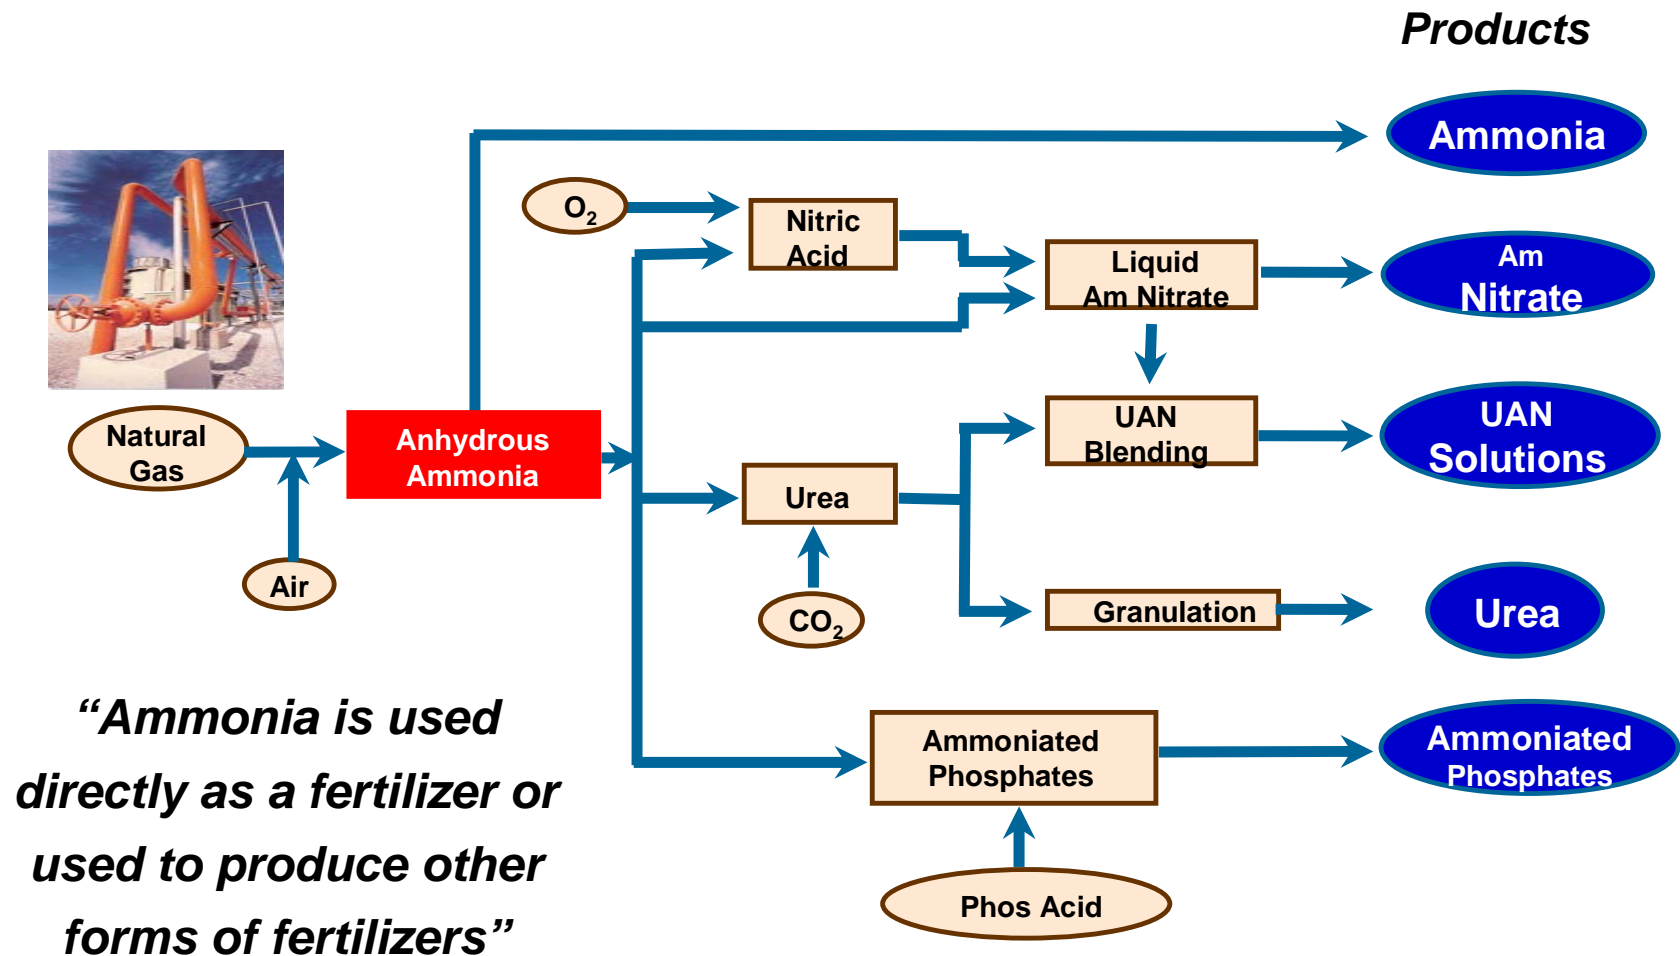 Products
Ammonia
O2
Nitric
Acid
Liquid
Am Nitrate
Am
Nitrate
Natural
Gas
Anhydrous
Ammonia
UAN
Blending
UAN
Solutions
Urea
Air
CO2
Granulation
Urea
“Ammonia is used
directly as a fertilizer or
used to produce other
forms of fertilizers”
Ammoniated
Phosphates
Ammoniated
Phosphates
Phos Acid